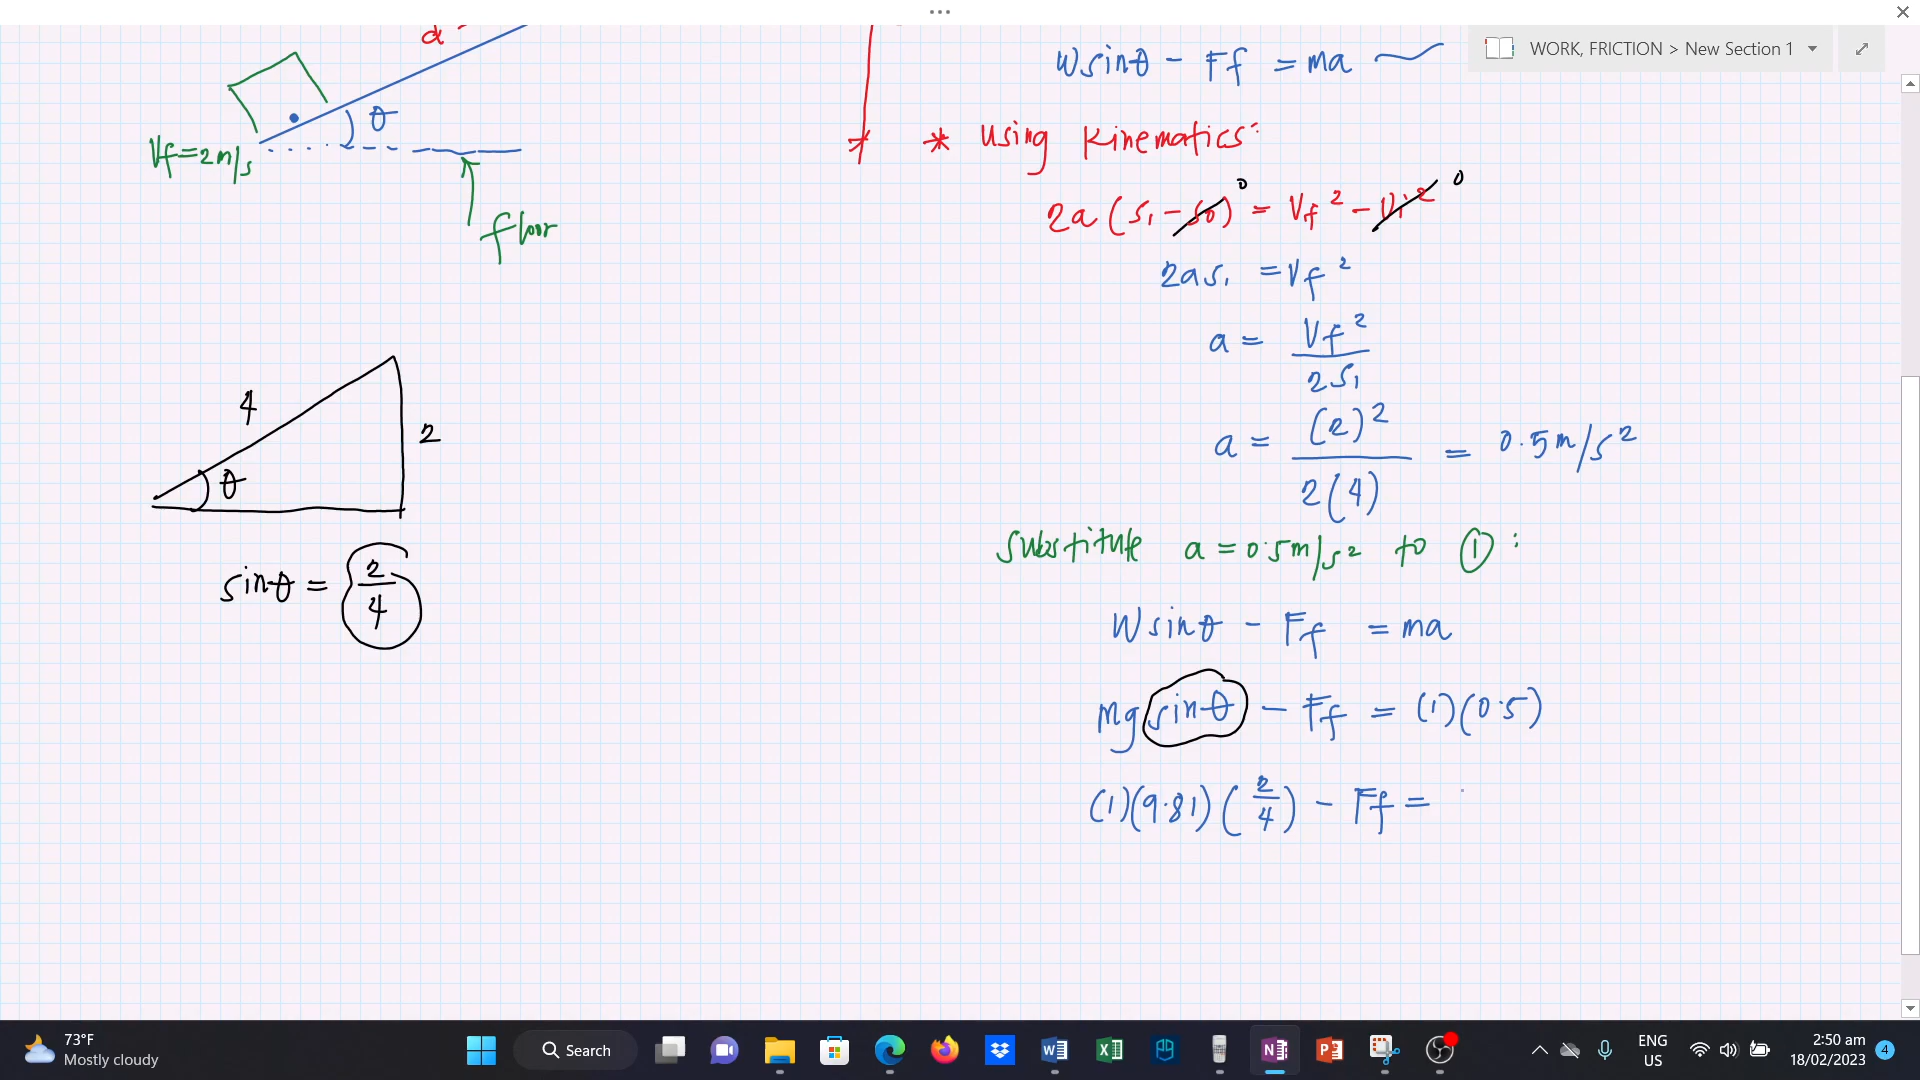 WORK, FRICTION > New Section 1
d
θ
Vf=2m/s
floor
4
2
θ
sinθ = 2/4
Wsinθ - Ff = ma
* Using Kinematics:
2a(S₁ - S₀)⁰ = Vf² - Vi² ⁰
2aS₁ = Vf²
a = Vf² / 2S₁
a = (2)² / 2(4) = 0.5m/s²
Substitute a = 0.5m/s² to ①:
Wsinθ - Ff = ma
mg sinθ - Ff = (1)(0.5)
(1)(9.81)(2/4) - Ff =
73°F
Mostly cloudy
Search
ENG
US
2:50 am
18/02/2023
4